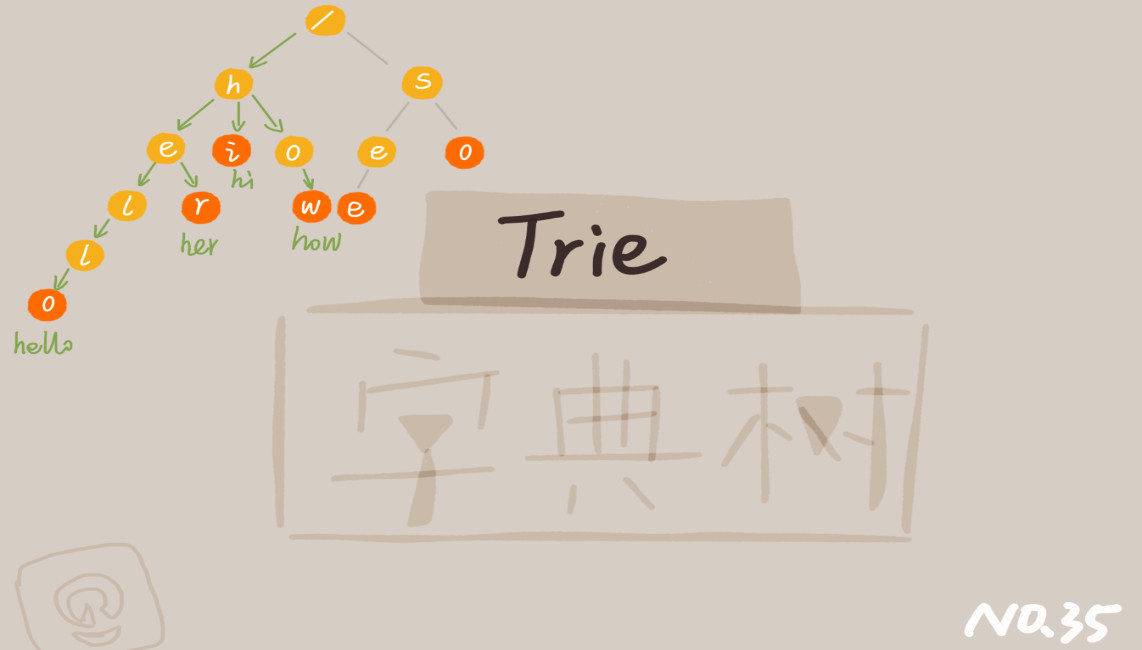 /
h s
e i o e o
hi
l r w e
her how
l
o
hello
Trie
字典树
NO.35